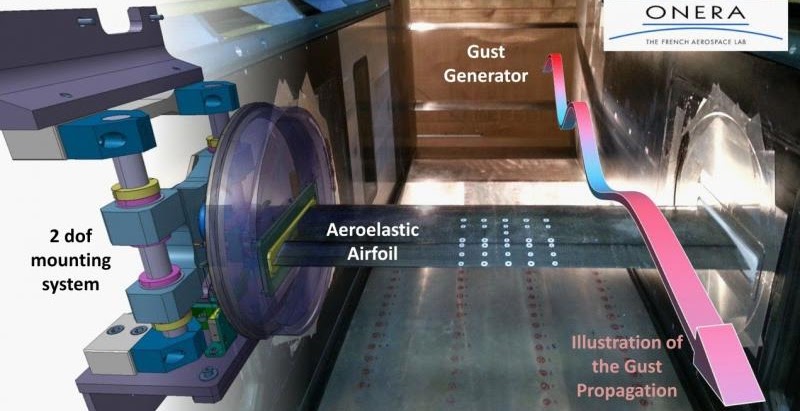 ONERA
THE FRENCH AEROSPACE LAB
Gust
Generator
Aeroelastic
Airfoil
2 dof
mounting
system
Illustration of
the Gust
Propagation